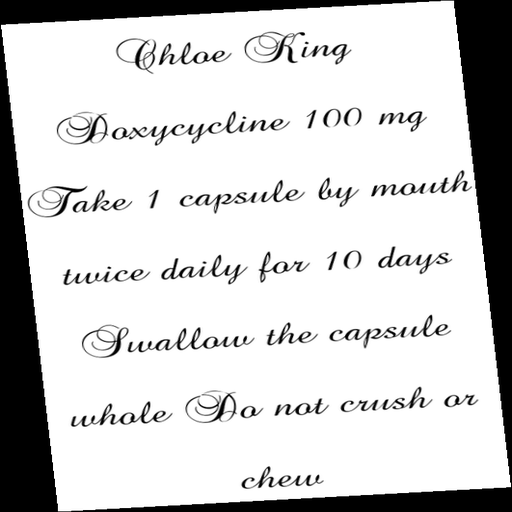 Chloe King
Doxycycline 100 mg
Take 1 capsule by mouth
twice daily for 10 days
Swallow the capsule
whole Do not crush or
chew